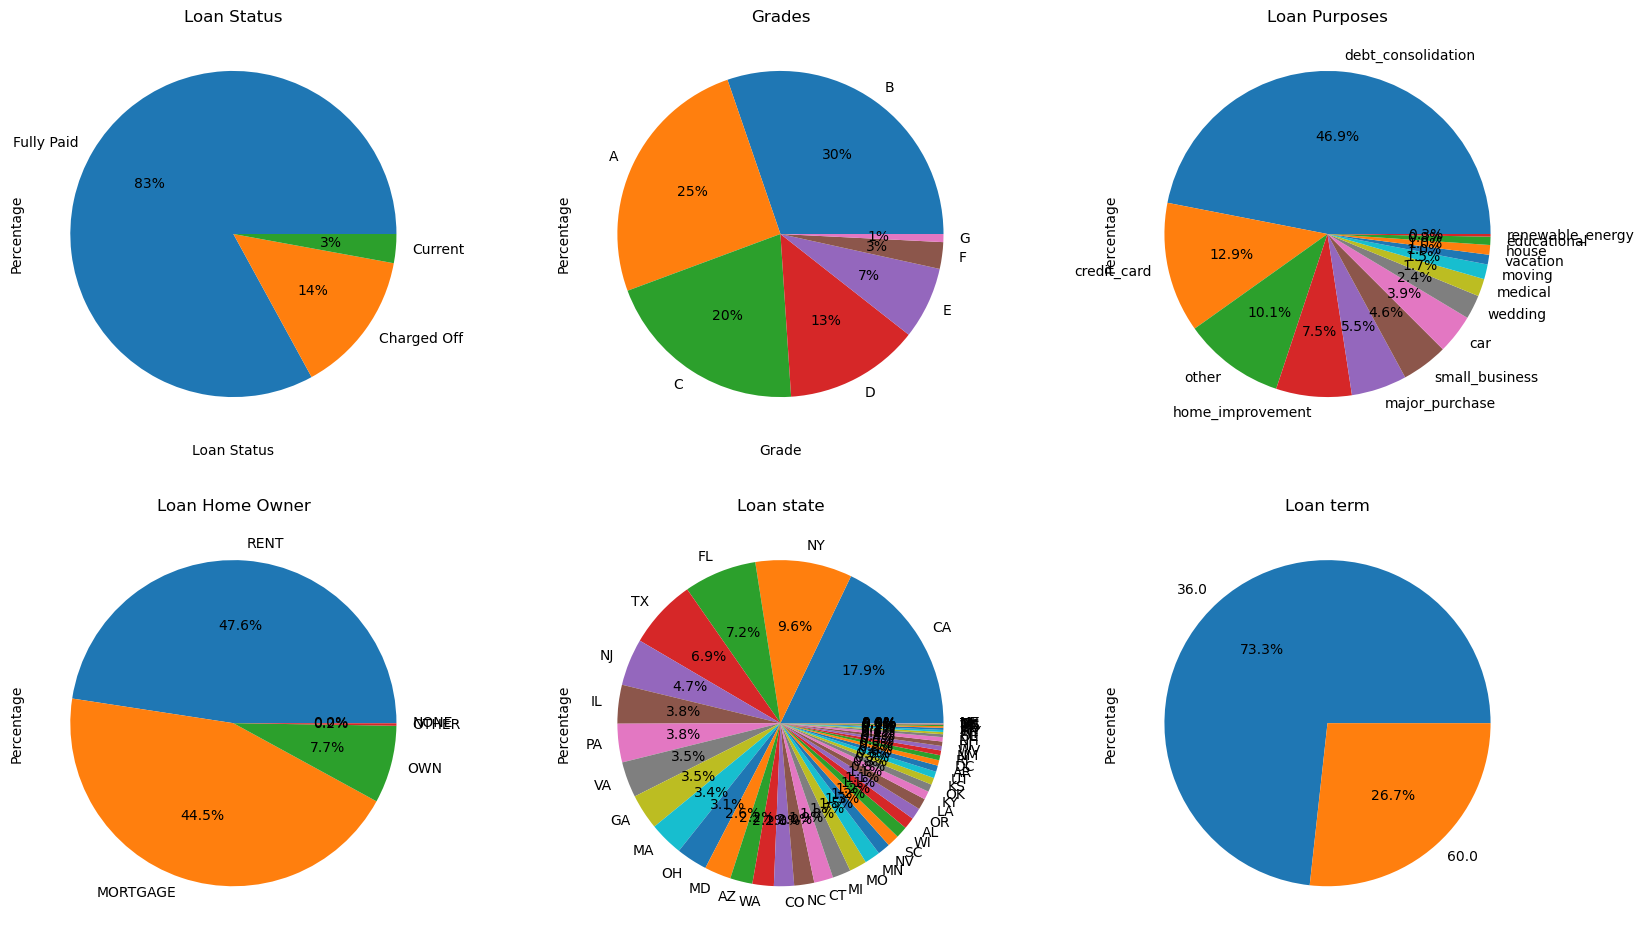 Loan Status
Fully Paid
83%
Percentage
3%
Current
14%
Charged Off
Loan Status
Grades
B
A
30%
25%
Percentage
1%
G
3%
F
7%
E
20%
13%
C
D
Grade
Loan Purposes
debt_consolidation
46.9%
Percentage
0.3%
renewable_energy
educational
house
vacation
1.5%
moving
1.7%
medical
2.4%
wedding
credit_card
12.9%
3.9%
car
10.1%
7.5%
5.5%
4.6%
small_business
other
major_purchase
home_improvement
Loan Home Owner
RENT
47.6%
Percentage
NONE
OTHER
7.7%
OWN
44.5%
MORTGAGE
Loan state
NY
FL
TX
CA
9.6%
7.2%
6.9%
17.9%
NJ
4.7%
IL
3.8%
Percentage
PA
3.8%
VA
3.5%
GA
3.5%
MA
3.4%
OH
3.1%
MD
2.6%
AZ
2.2%
WA
CO
NC
CT
MI
MO
MN
NV
SC
WI
AL
OR
LA
KY
OK
KS
UT
AR
DC
Loan term
36.0
73.3%
Percentage
26.7%
60.0